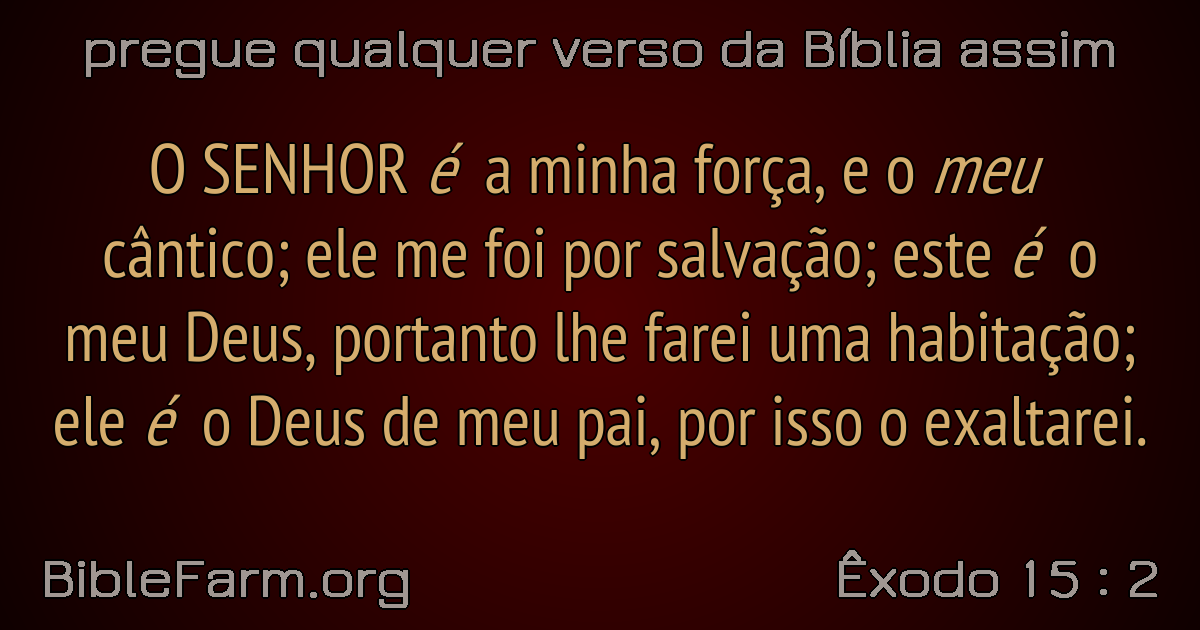 pregue qualquer verso da Bíblia assim
O SENHOR é a minha força, e o meu
cântico; ele me foi por salvação; este é o
meu Deus, portanto lhe farei uma habitação;
ele é o Deus de meu pai, por isso o exaltarei.
BibleFarm.org
Êxodo 15 : 2